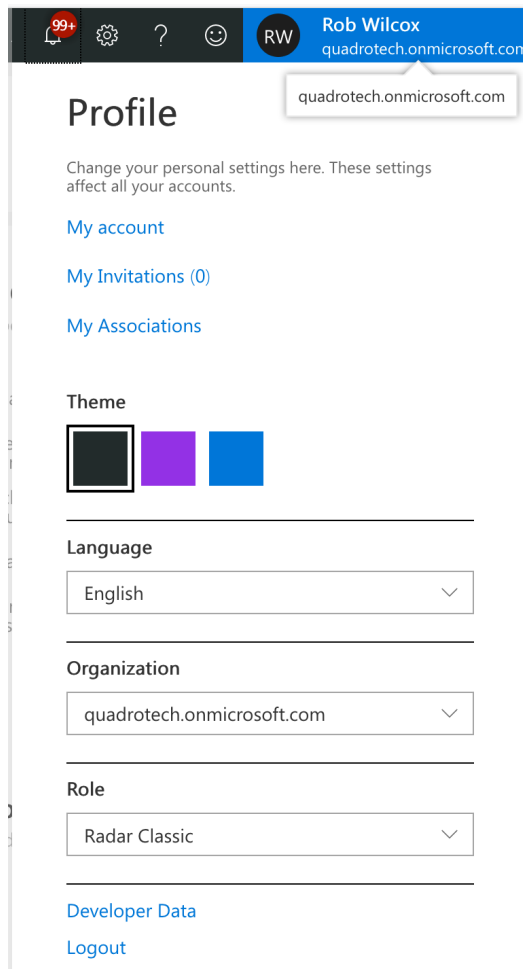 99+
?
RW
Rob Wilcox
quadrotech.onmicrosoft.com
quadrotech.onmicrosoft.com
Profile
Change your personal settings here. These settings
affect all your accounts.
My account
My Invitations (0)
My Associations
Theme
Language
English
Organization
quadrotech.onmicrosoft.com
Role
Radar Classic
Developer Data
Logout